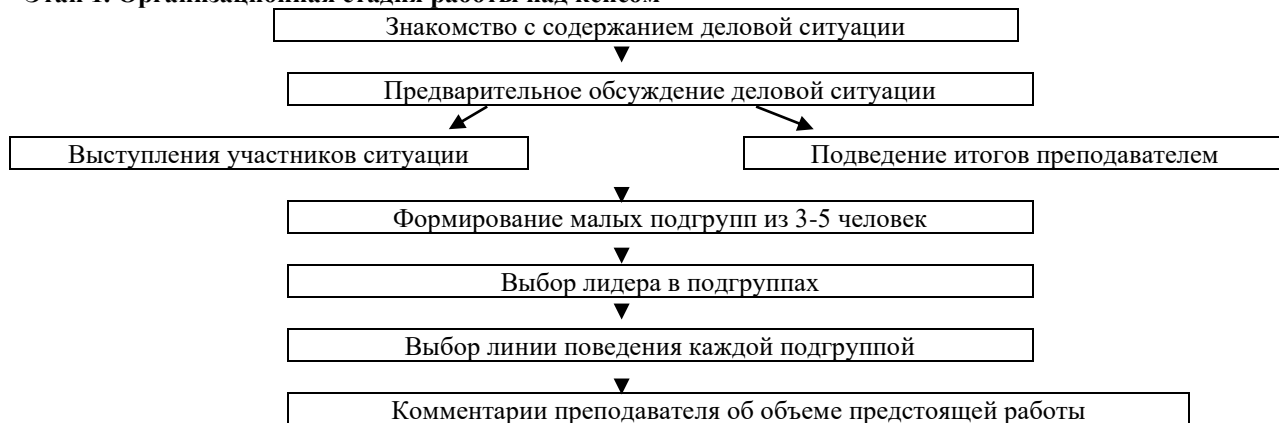 Этап 1. Организационная стадия работы над кейсом
Знакомство с содержанием деловой ситуации
Предварительное обсуждение деловой ситуации
Выступления участников ситуации
Подведение итогов преподавателем
Формирование малых подгрупп из 3-5 человек
Выбор лидера в подгруппах
Выбор линии поведения каждой подгруппой
Комментарии преподавателя об объеме предстоящей работы